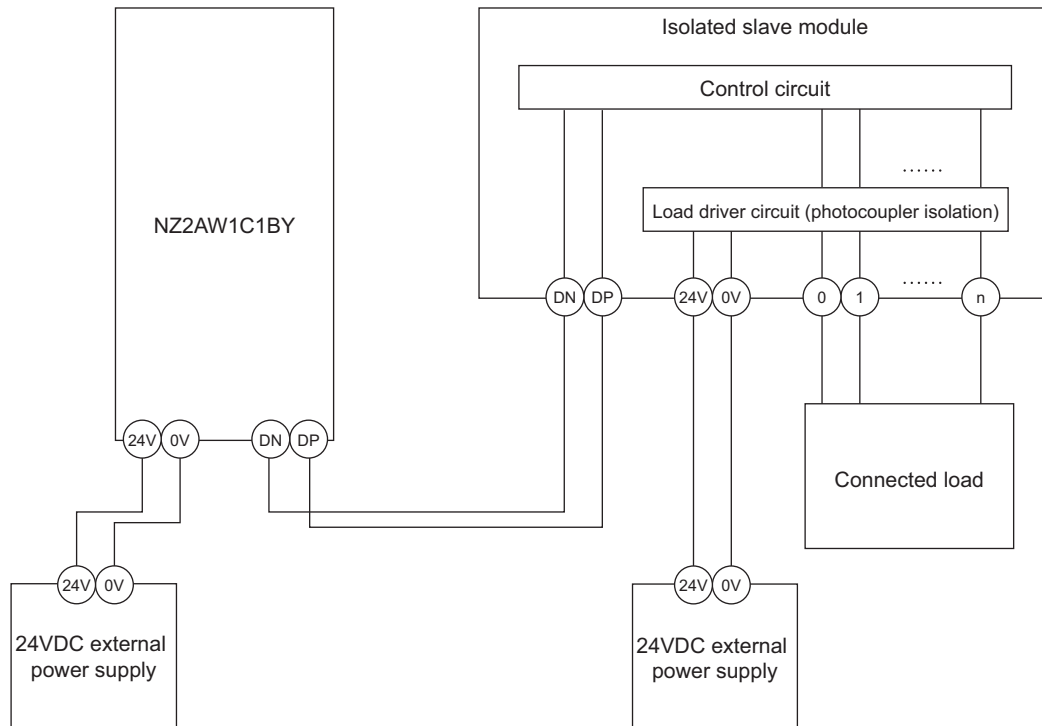 Isolated slave module
Control circuit
......
Load driver circuit (photocoupler isolation)
NZ2AW1C1BY
DN DP 24V 0V 0 1 ...... n
24V 0V DN DP
Connected load
24V 0V
24VDC external
power supply
24V 0V
24VDC external
power supply